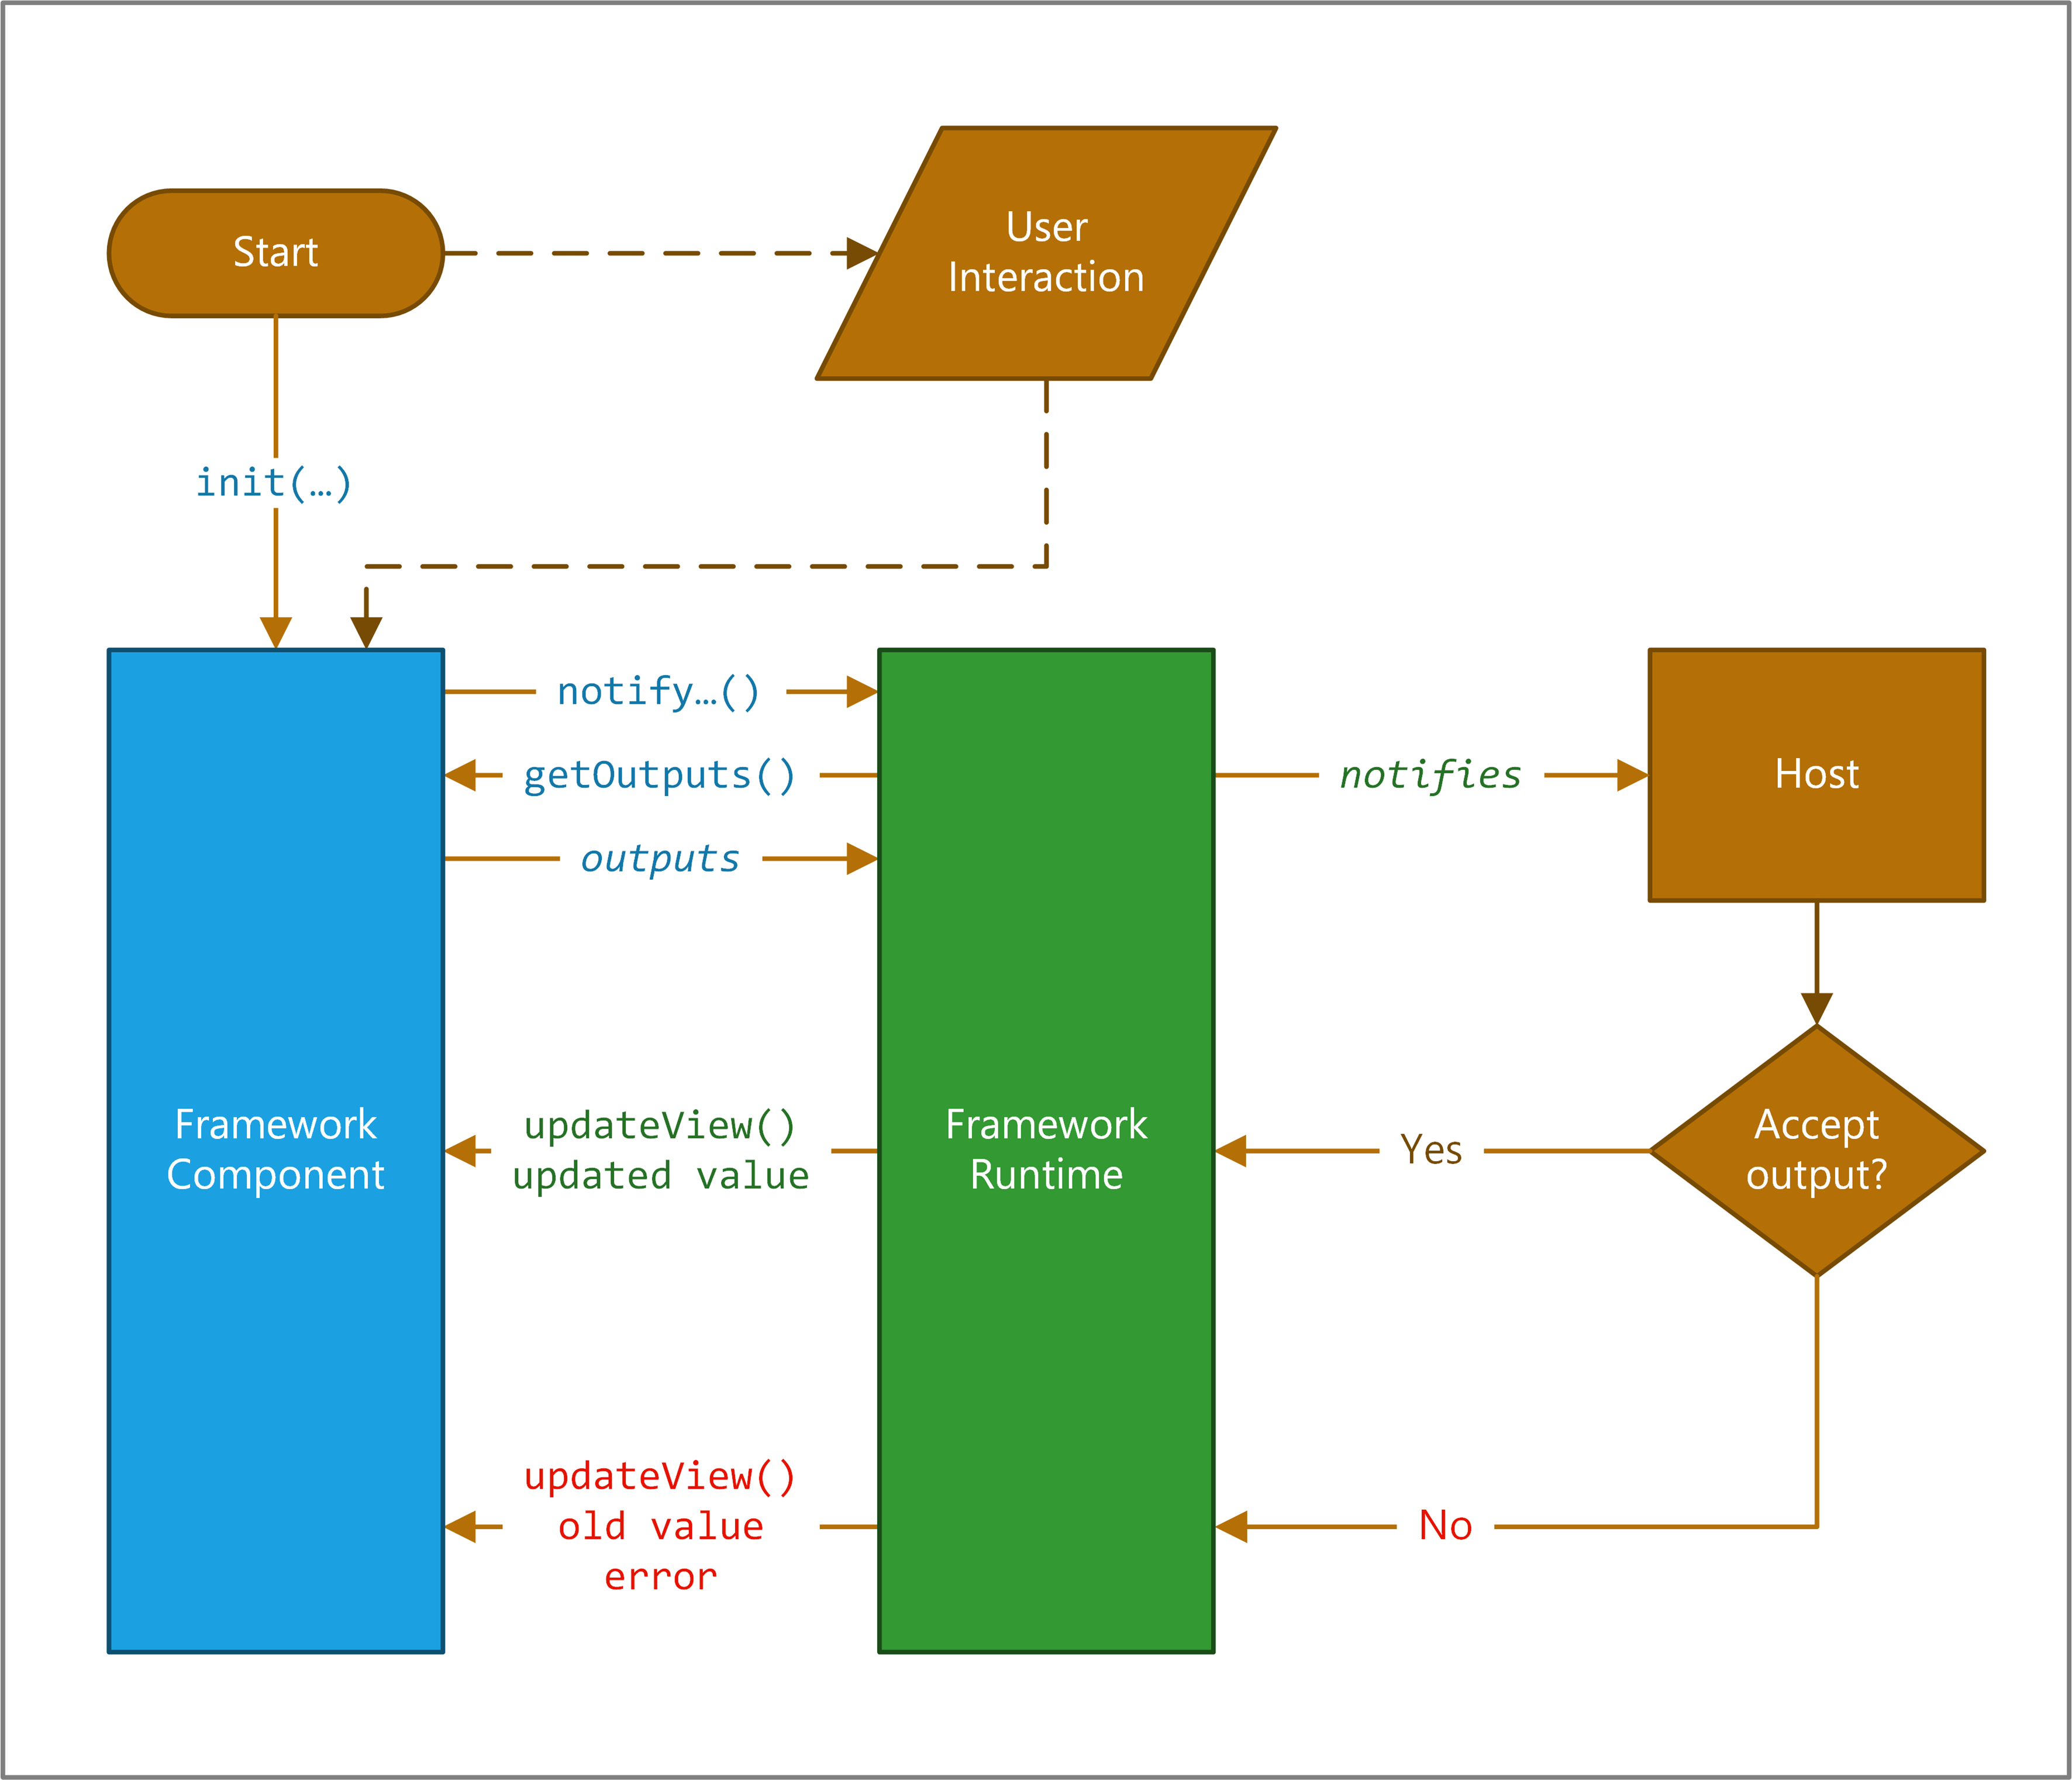 Start
User
Interaction
init(…)
notify…()
getOutputs()
notifies
Host
outputs
Framework
Component
updateView()
updated value
Framework
Runtime
Yes
Accept
output?
updateView()
old value
error
No